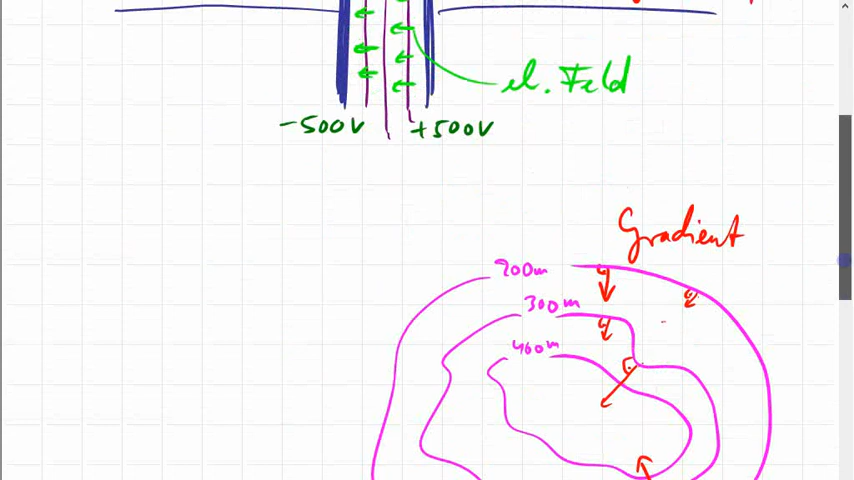 el. Feld
-500V +500V
Gradient
200m
300m
400m